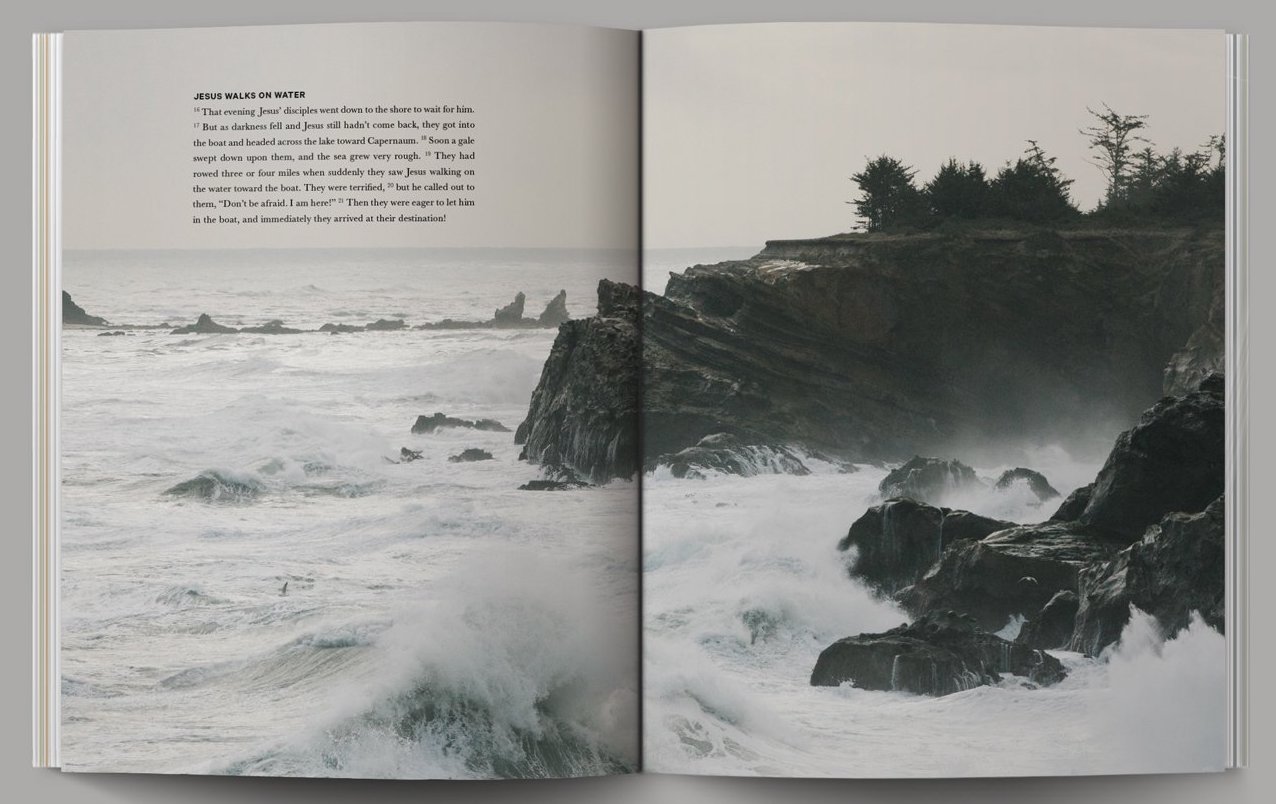 JESUS WALKS ON WATER
16 That evening Jesus' disciples went down to the shore to wait for him.
17 But as darkness fell and Jesus still hadn't come back, they got into
the boat and headed across the lake toward Capernaum. 18 Soon a gale
swept down upon them, and the sea grew very rough. 19 They had
rowed three or four miles when suddenly they saw Jesus walking on
the water toward the boat. They were terrified, 20 but he called out to
them, “Don't be afraid. I am here!” 21 Then they were eager to let him
in the boat, and immediately they arrived at their destination!